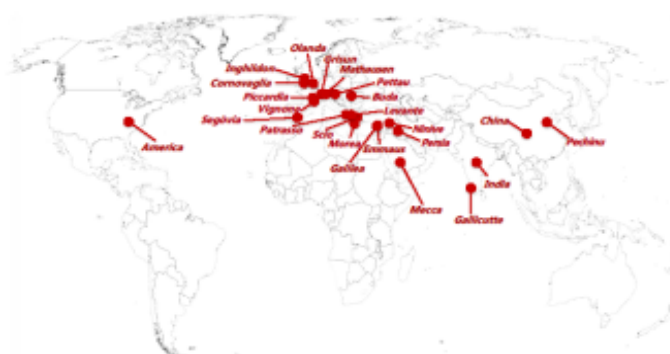 Olanda
Grisun
Inghildon
Mathausen
Cornovaglia
Pettau
Piccardia
Buda
Vignone
Levante
Segovia
Patrasso
Scio
Ninive
Morea
Emmaus
Persia
Galilea
China
Pechino
America
India
Mecca
Gallicutte